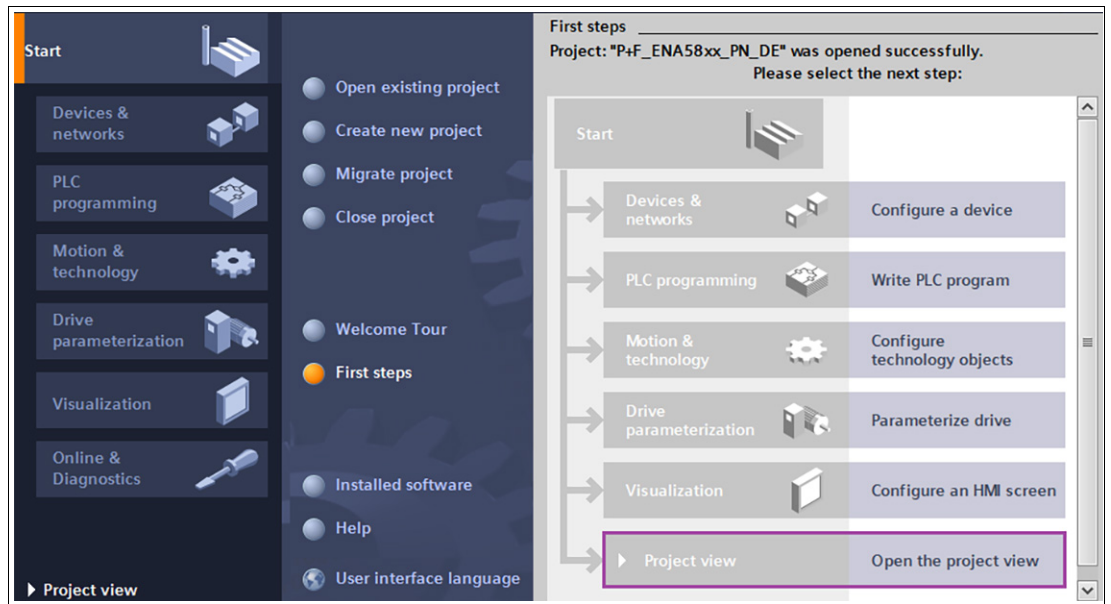 Start
Devices &
networks
PLC
programming
Motion &
technology
Drive
parameterization
Visualization
Online &
Diagnostics
Project view
Open existing project
Create new project
Migrate project
Close project
Welcome Tour
First steps
Installed software
Help
User interface language
First steps
Project: "P+F_ENA58xx_PN_DE" was opened successfully.
Please select the next step:
Start
Devices &
networks
Configure a device
PLC programming
Write PLC program
Motion &
technology
Configure
technology objects
Drive
parameterization
Parameterize drive
Visualization
Configure an HMI screen
Project view
Open the project view